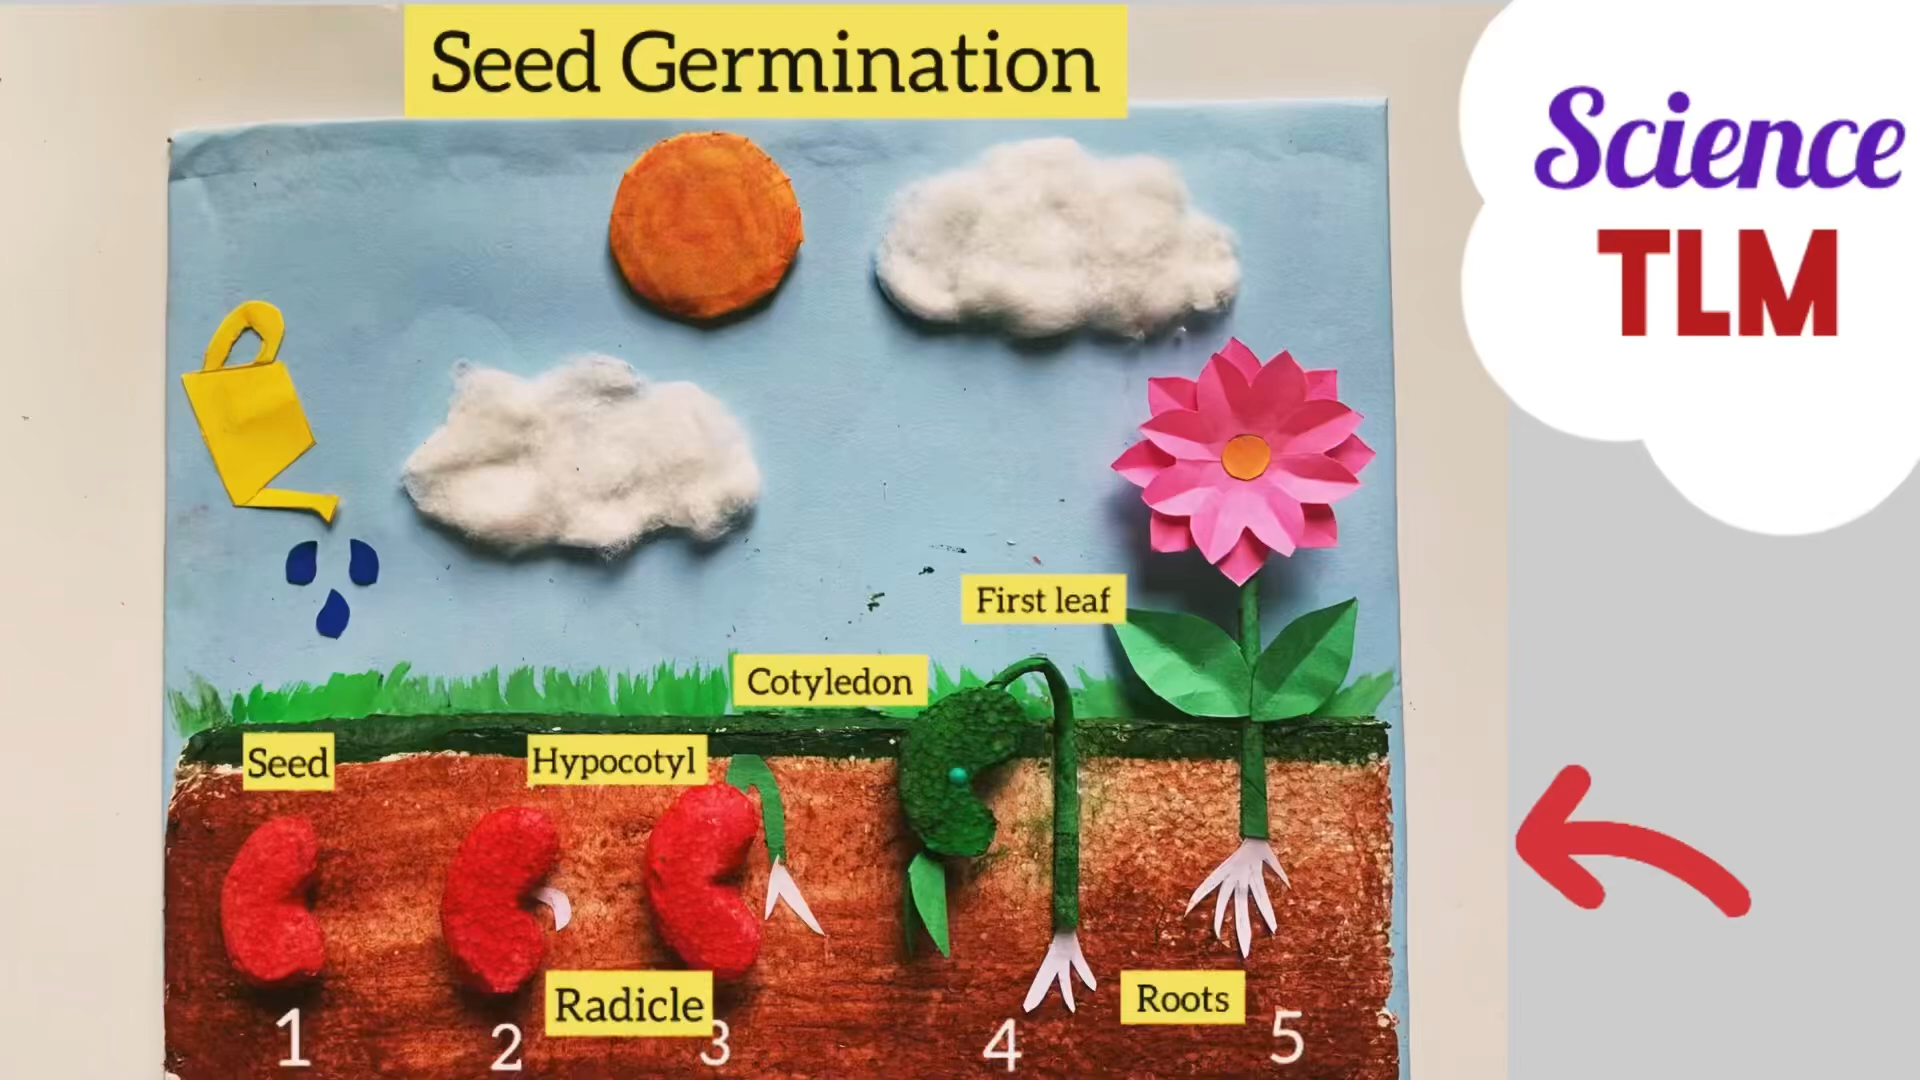 Seed Germination
Science
TLM
First leaf
Cotyledon
Seed
Hypocotyl
Radicle
Roots
1
2
3
4
5